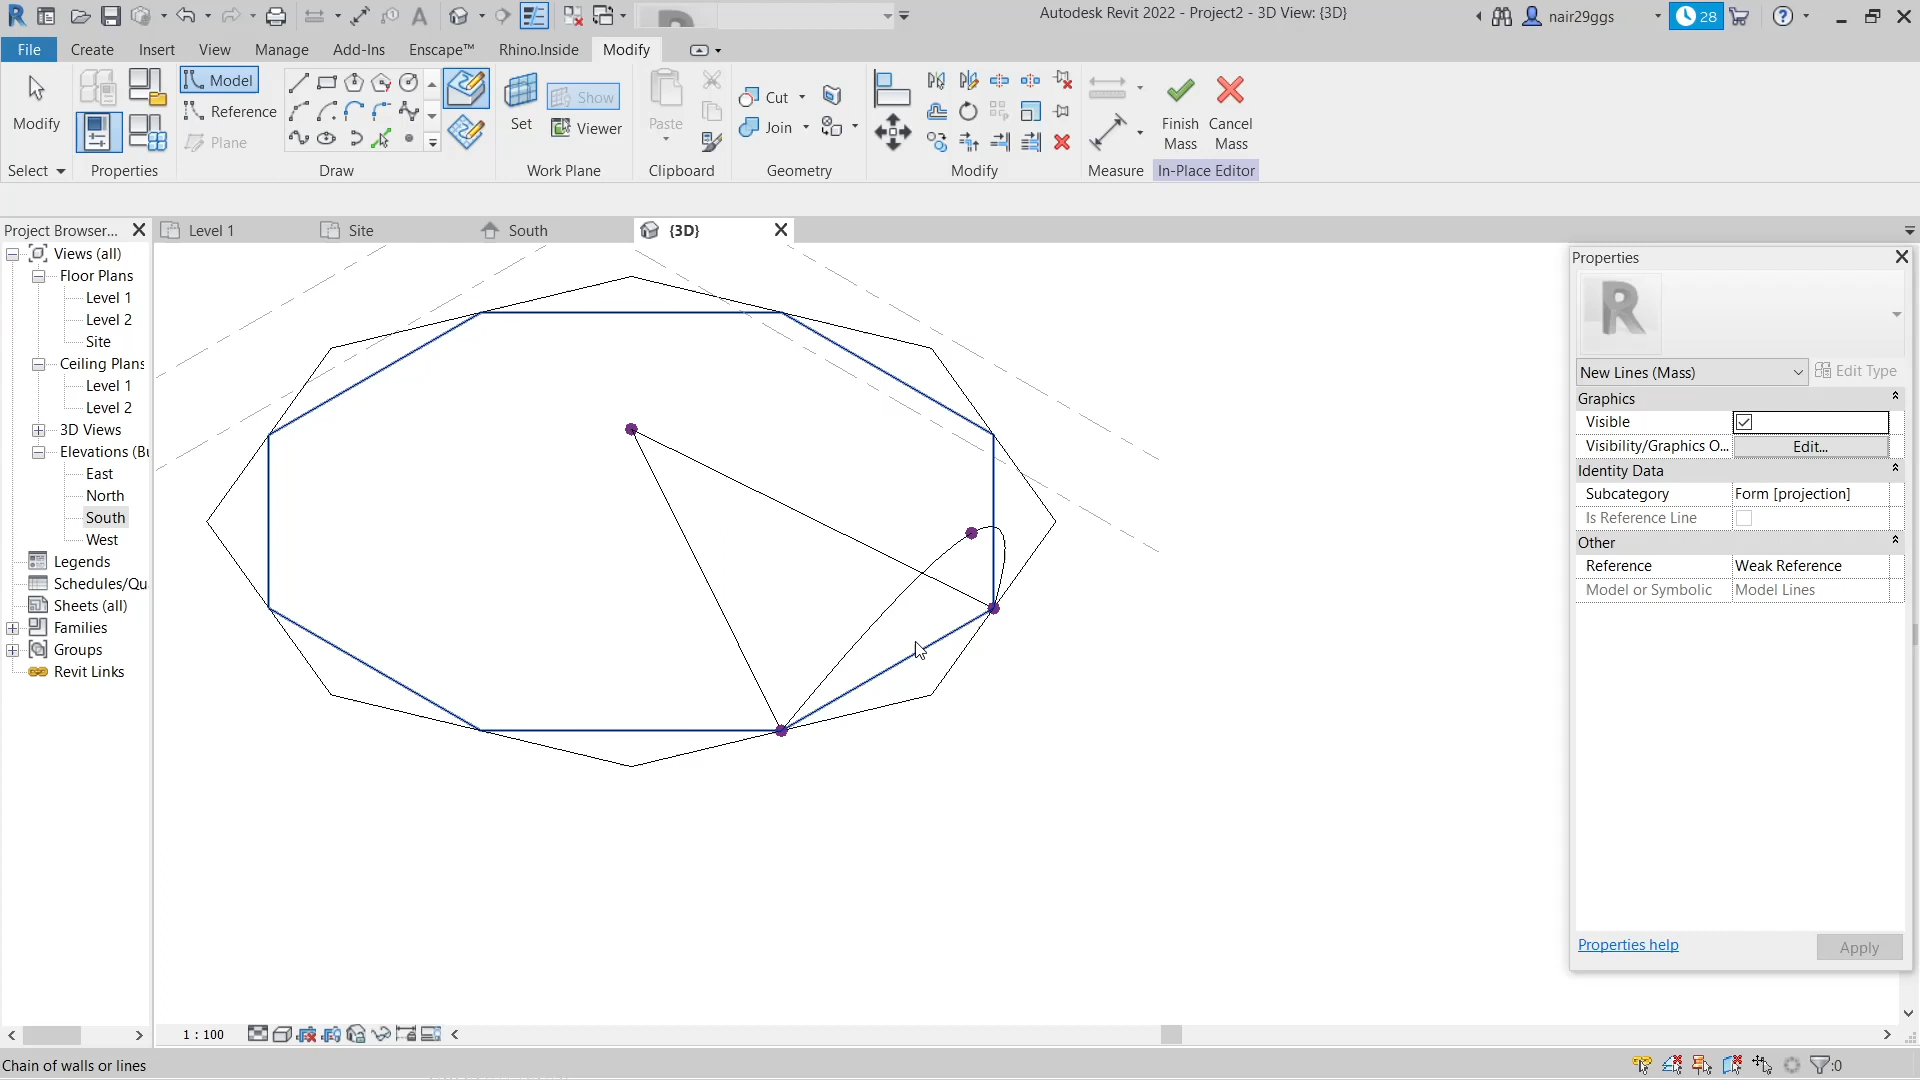 Autodesk Revit 2022 - Project2 - 3D View: {3D}
nair29ggs
28
File
Create
Insert
View
Manage
Add-Ins
Enscape™
Rhino.Inside
Modify
Modify
Model
Reference
Plane
Set
Show
Viewer
Paste
Cut
Join
Finish
Mass
Cancel
Mass
Select
Properties
Draw
Work Plane
Clipboard
Geometry
Modify
Measure
In-Place Editor
Project Browser...
Level 1
Site
South
{3D}
Views (all)
Floor Plans
Level 1
Level 2
Site
Ceiling Plans
Level 1
Level 2
3D Views
Elevations (Bu
East
North
South
West
Legends
Schedules/Qu
Sheets (all)
Families
Groups
Revit Links
Properties
R
New Lines (Mass)
Edit Type
Graphics
Visible
Visibility/Graphics O...
Edit...
Identity Data
Subcategory
Form [projection]
Is Reference Line
Other
Reference
Weak Reference
Model or Symbolic
Model Lines
Properties help
Apply
1 : 100
Chain of walls or lines
:0